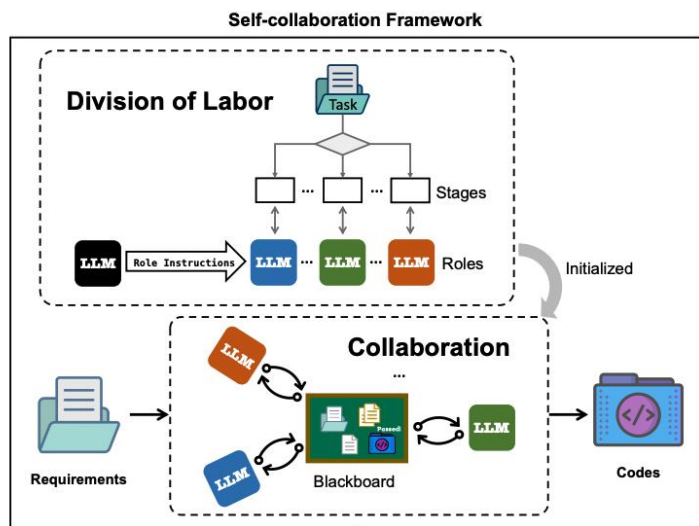 Self-collaboration Framework
Division of Labor
Task
... ...
Stages
LLM
Role Instructions
LLM ... LLM ... LLM
Roles
Initialized
Collaboration
...
LLM
Passed!
LLM
LLM
Requirements
Blackboard
Codes